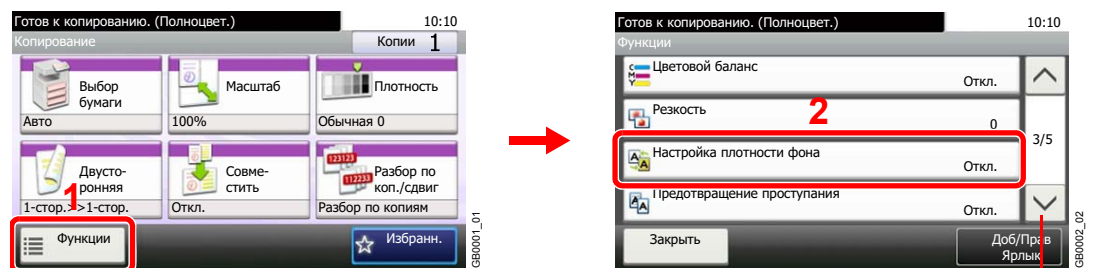 Готов к копированию. (Полноцвет.) 10:10
Копирование
Копии 1
Выбор
бумаги
Авто
Масштаб
100%
Плотность
Обычная 0
Двусто-
ронняя
1-стор.>>1-стор.
Совме-
стить
Откл.
123123
112233
Разбор по
коп./сдвиг
Разбор по копиям
1
Функции
Избранн.
GB0001_01
Готов к копированию. (Полноцвет.) 10:10
Функции
C
M
Y
Цветовой баланс
Откл.
Резкость
0
2
Настройка плотности фона
Откл.
Предотвращение проступания
Откл.
3/5
Закрыть
Доб/Прав
Ярлык
GB0002_02